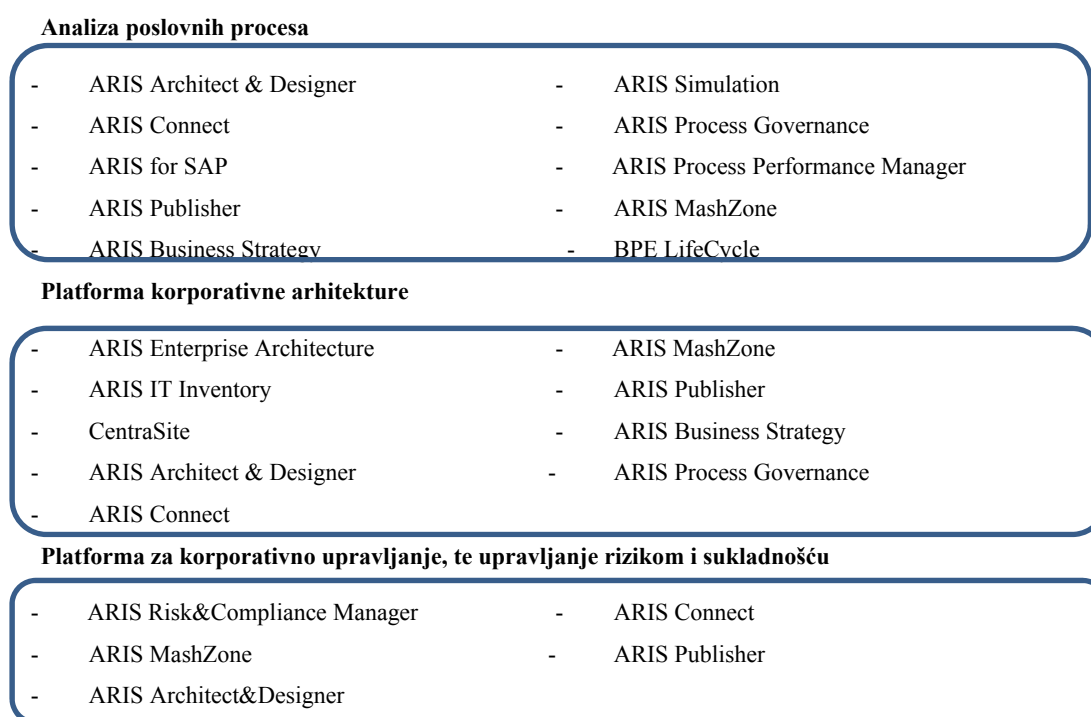 Analiza poslovnih procesa
- ARIS Architect & Designer - ARIS Simulation
- ARIS Connect - ARIS Process Governance
- ARIS for SAP - ARIS Process Performance Manager
- ARIS Publisher - ARIS MashZone
- ARIS Business Strategy - BPE LifeCycle
Platforma korporativne arhitekture
- ARIS Enterprise Architecture - ARIS MashZone
- ARIS IT Inventory - ARIS Publisher
- CentraSite - ARIS Business Strategy
- ARIS Architect & Designer - ARIS Process Governance
- ARIS Connect
Platforma za korporativno upravljanje, te upravljanje rizikom i sukladnošću
- ARIS Risk&Compliance Manager - ARIS Connect
- ARIS MashZone - ARIS Publisher
- ARIS Architect&Designer